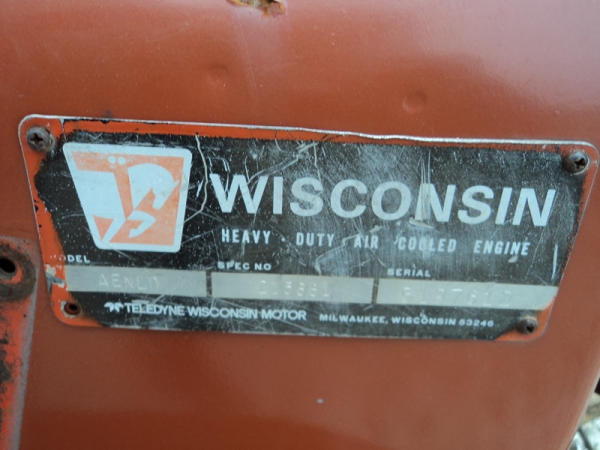 WISCONSIN
HEAVY - DUTY AIR COOLED ENGINE
MODEL SPEC NO SERIAL
TELEDYNE WISCONSIN MOTOR MILWAUKEE, WISCONSIN 53246